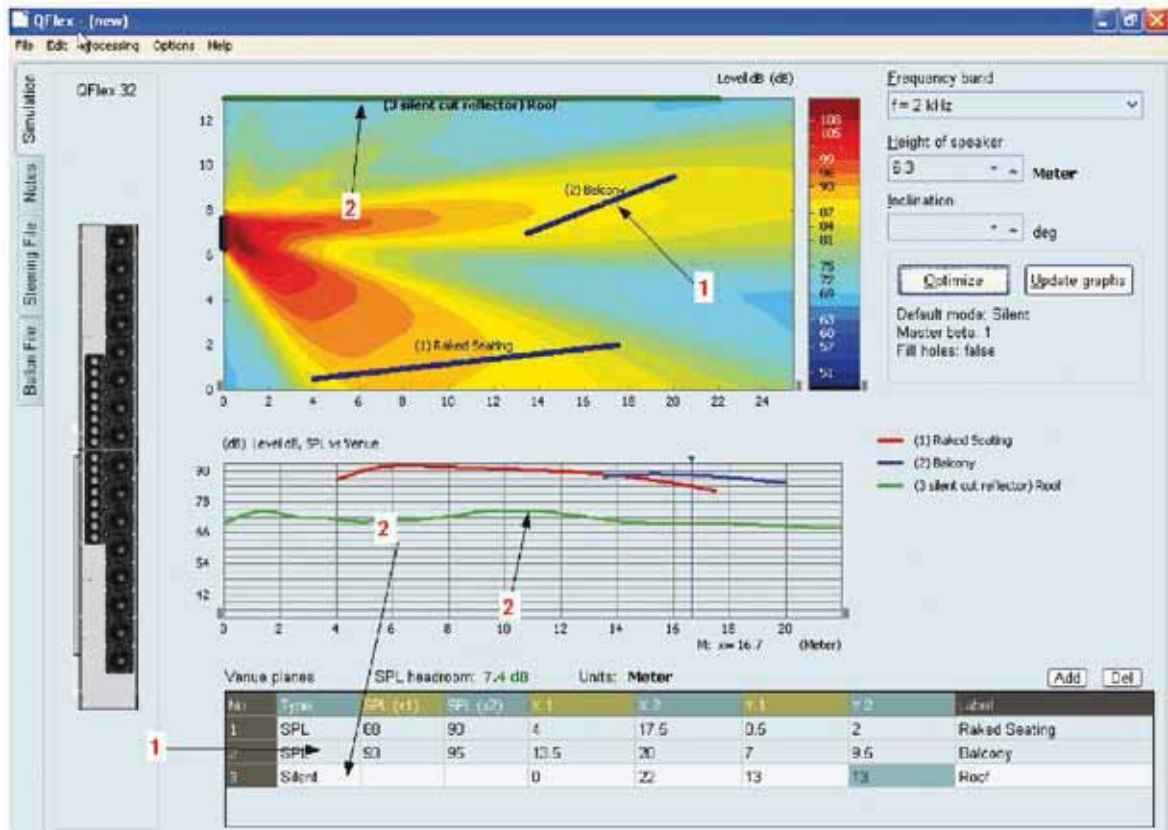 QFlex - (new)
File Edit Processing Options Help
Simulation
Notes
Steering File
Ballon File
QFlex 32
Level dB (dB)
(3 silent cut reflector) Roof
(2) Balcony
(1) Raked Seating
12
10
8
6
4
2
0
0 2 4 6 8 10 12 14 16 18 20 22 24
2
1
108
105
99
96
90
87
84
81
75
72
69
63
60
57
51
Frequency band
f= 2 kHz
Height of speaker
Meter
Inclination
deg
Optimize Update graphs
Default mode: Silent
Master beta: 1
Fill holes: false
(dB) Level dB, SPL vs Venue
90
78
66
54
42
0 2 4 6 8 10 12 14 16 18 20
M: x= 16.7 (Meter)
2
2
(1) Raked Seating
(2) Balcony
(3 silent cut reflector) Roof
Venue planes SPL headroom: 7.4 dB Units: Meter Add Del
No Type SPL (x1) SPL (x2) X.1 X.2 Y.1 Y.2 Label
1 SPL 90 4 17.5 0.5 2 Raked Seating
2 SPL 93 95 13.5 20 7 9.5 Balcony
3 Silent 0 22 13 13 Roof
1